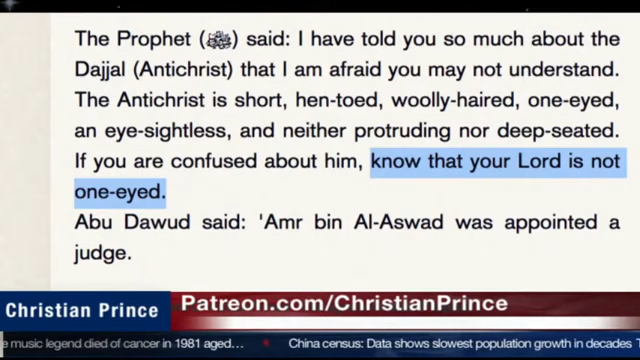 The Prophet (ﷺ) said: I have told you so much about the
Dajjal (Antichrist) that I am afraid you may not understand.
The Antichrist is short, hen-toed, woolly-haired, one-eyed,
an eye-sightless, and neither protruding nor deep-seated.
If you are confused about him, know that your Lord is not
one-eyed.
Abu Dawud said: 'Amr bin Al-Aswad was appointed a
judge.
Christian Prince
Patreon.com/ChristianPrince
e music legend died of cancer in 1981 aged... China census: Data shows slowest population growth in decades